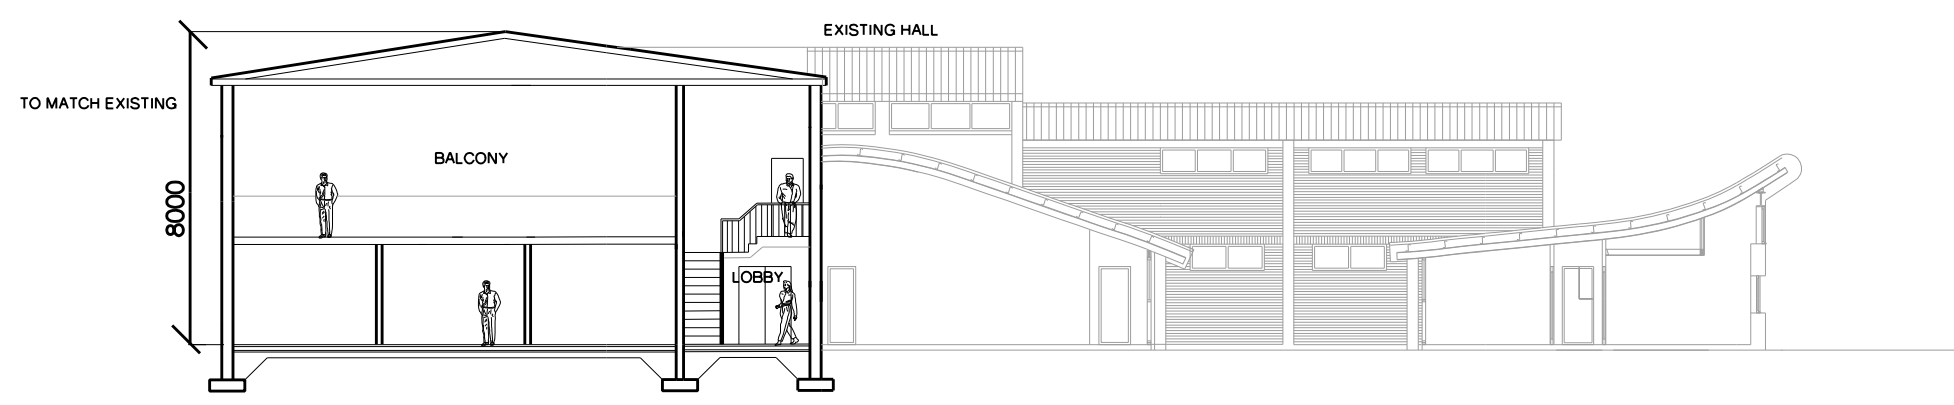 EXISTING HALL
TO MATCH EXISTING
BALCONY
8000
LOBBY